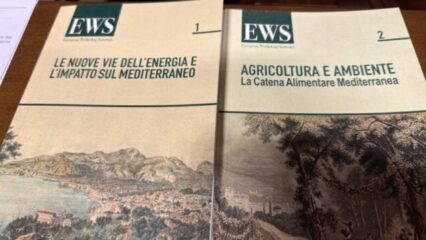 EWS
1
LE NUOVE VIE DELL'ENERGIA E
L'IMPATTO SUL MEDITERRANEO
EWS
2
AGRICOLTURA E AMBIENTE
La Catena Alimentare Mediterranea